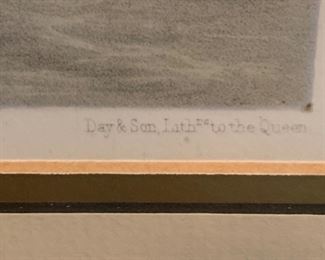 Day & Son, Lithrs to the Queen